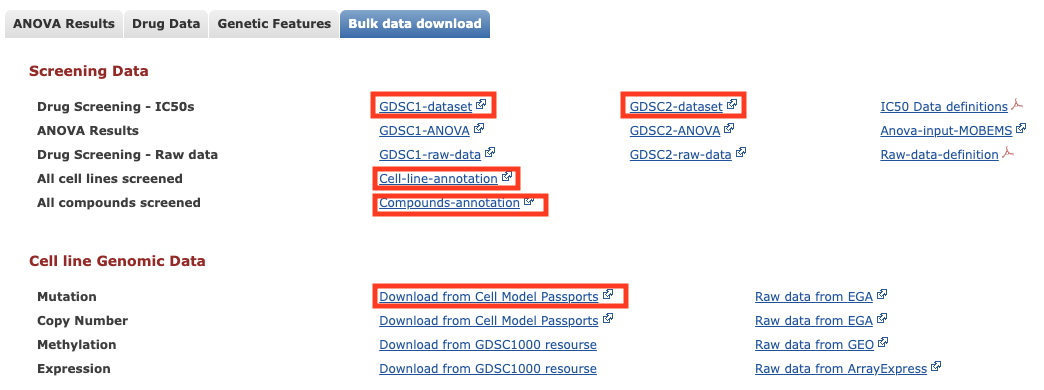 ANOVA Results Drug Data Genetic Features Bulk data download
Screening Data
Drug Screening - IC50s GDSC1-dataset GDSC2-dataset IC50 Data definitions
ANOVA Results GDSC1-ANOVA GDSC2-ANOVA Anova-input-MOBEMS
Drug Screening - Raw data GDSC1-raw-data GDSC2-raw-data Raw-data-definition
All cell lines screened Cell-line-annotation
All compounds screened Compounds-annotation
Cell line Genomic Data
Mutation Download from Cell Model Passports Raw data from EGA
Copy Number Download from Cell Model Passports Raw data from EGA
Methylation Download from GDSC1000 resourse Raw data from GEO
Expression Download from GDSC1000 resourse Raw data from ArrayExpress